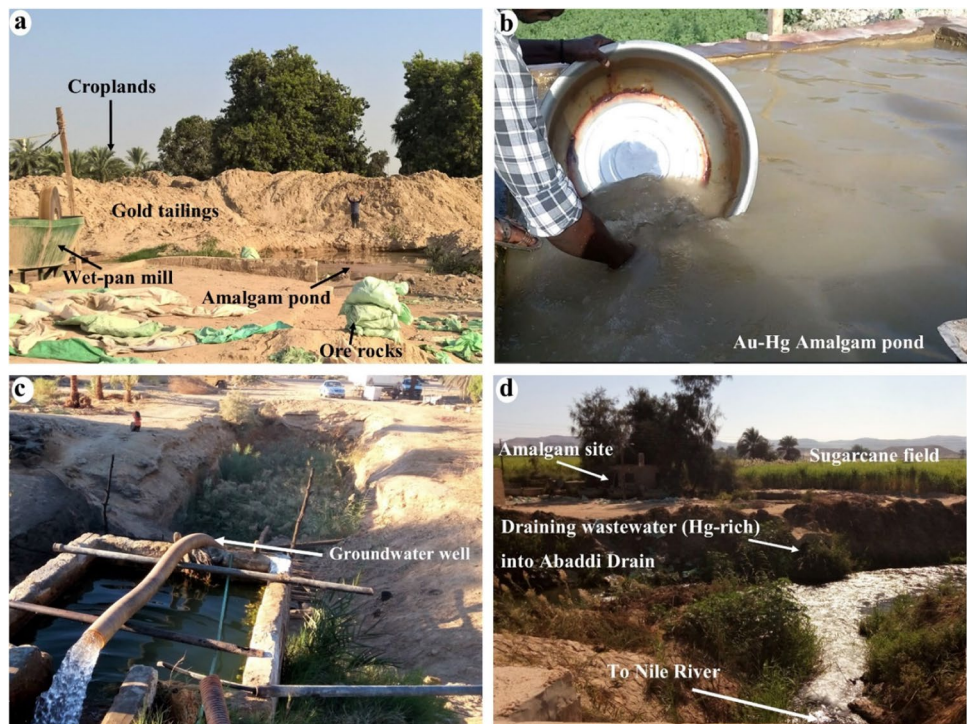 a
Croplands
Gold tailings
Wet-pan mill
Amalgam pond
Ore rocks
b
Au-Hg Amalgam pond
c
Groundwater well
d
Amalgam site
Sugarcane field
Draining wastewater (Hg-rich)
into Abaddi Drain
To Nile River